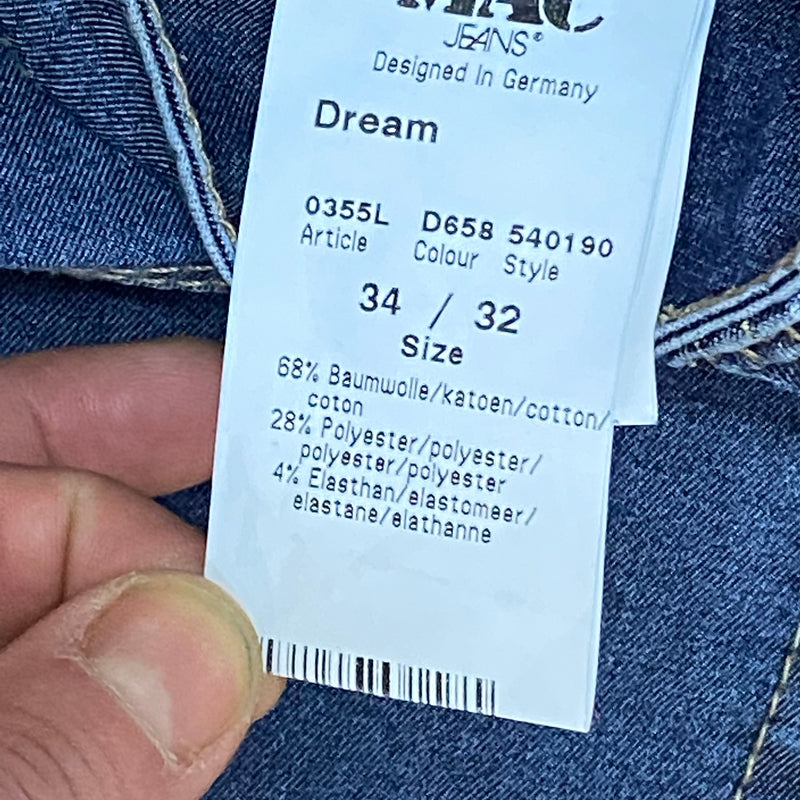 MAC
JEANS®
Designed In Germany
Dream
0355L D658 540190
Article Colour Style
34 / 32
Size
68% Baumwolle/katoen/cotton/
coton
28% Polyester/polyester/
polyester/polyester
4% Elasthan/elastomeer/
elastane/elathanne